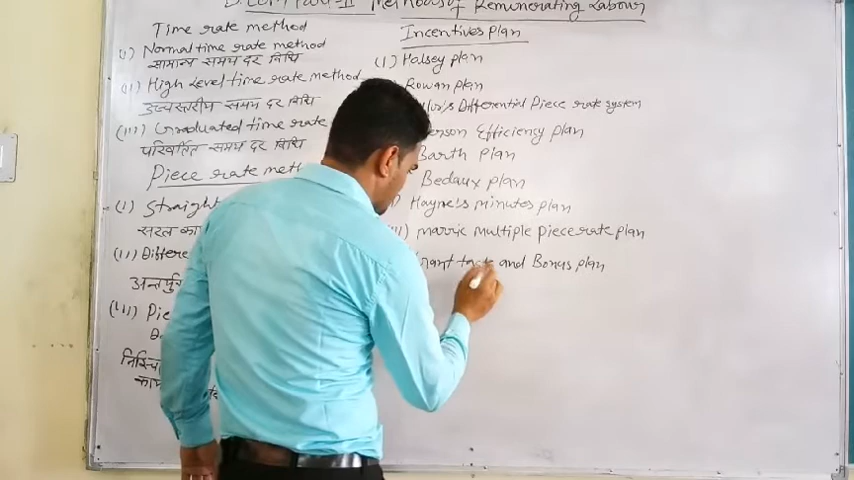 Methods of Remunerating Labour
Time rate method
(i) Normal time rate method
सामान्य समय दर विधि
(ii) High Level time rate method
उच्चस्तरीय समय दर विधि
(iii) Graduated time rate
परिवर्तित समय दर विधि
Piece rate meth
(i) Straight
सरल
(ii) Differe
(iii) Pie
Incentives plan
(i) Halsey plan
Rowan plan
Differential Piece rate system
erson Efficiency plan
Barth plan
Bedaux plan
Hayne's minutes plan
marric multiple piece rate plan
and Bonus plan